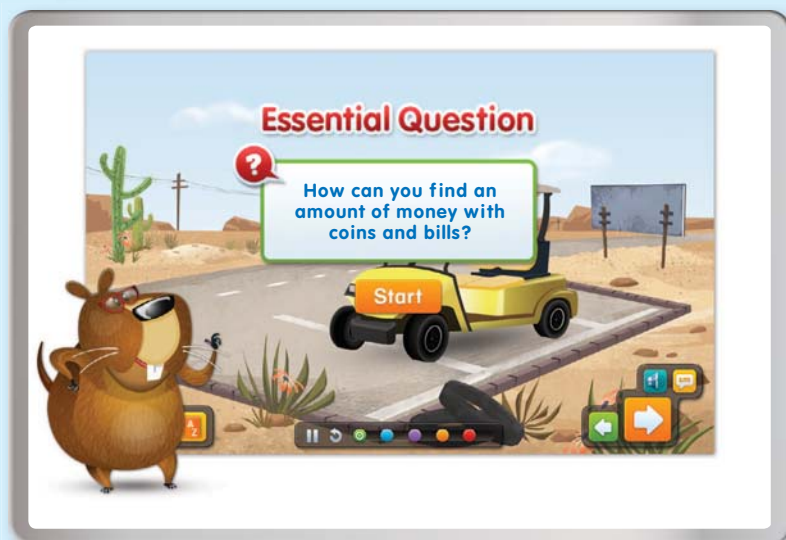 Essential Question
?
How can you find an
amount of money with
coins and bills?
Start
A
Z